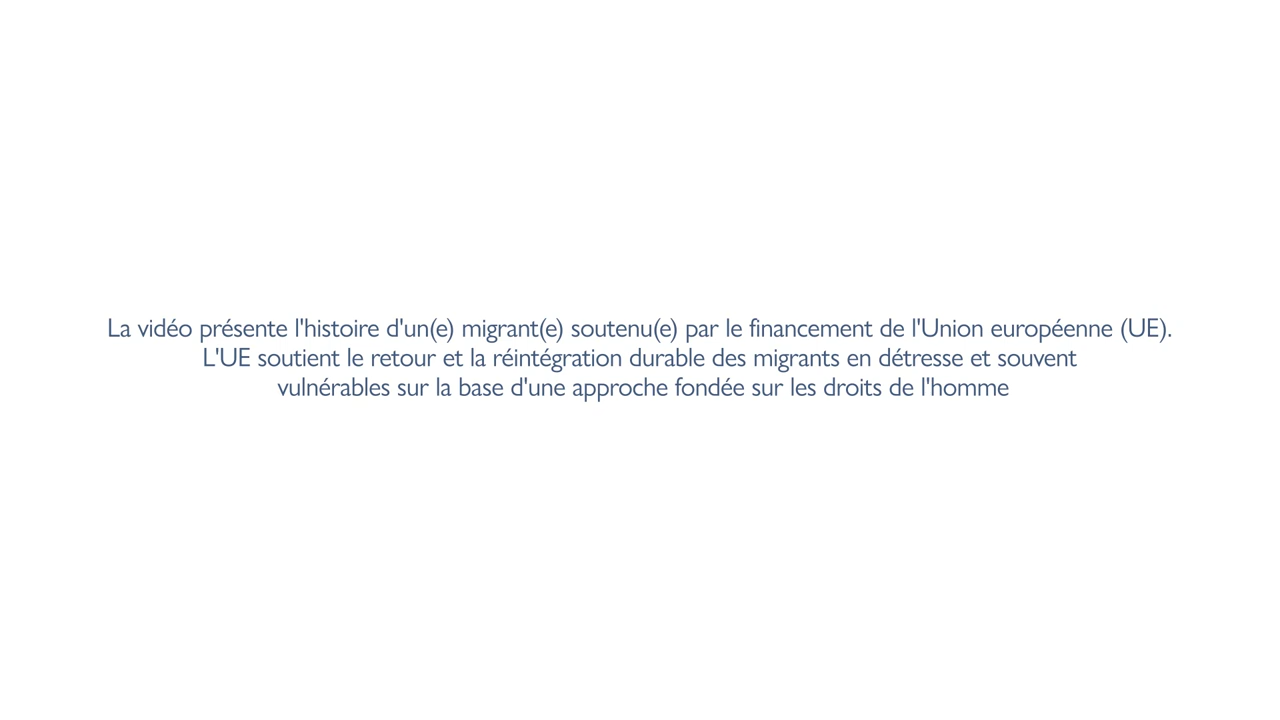 La vidéo présente l'histoire d'un(e) migrant(e) soutenu(e) par le financement de l'Union européenne (UE).
L'UE soutient le retour et la réintégration durable des migrants en détresse et souvent
vulnérables sur la base d'une approche fondée sur les droits de l'homme